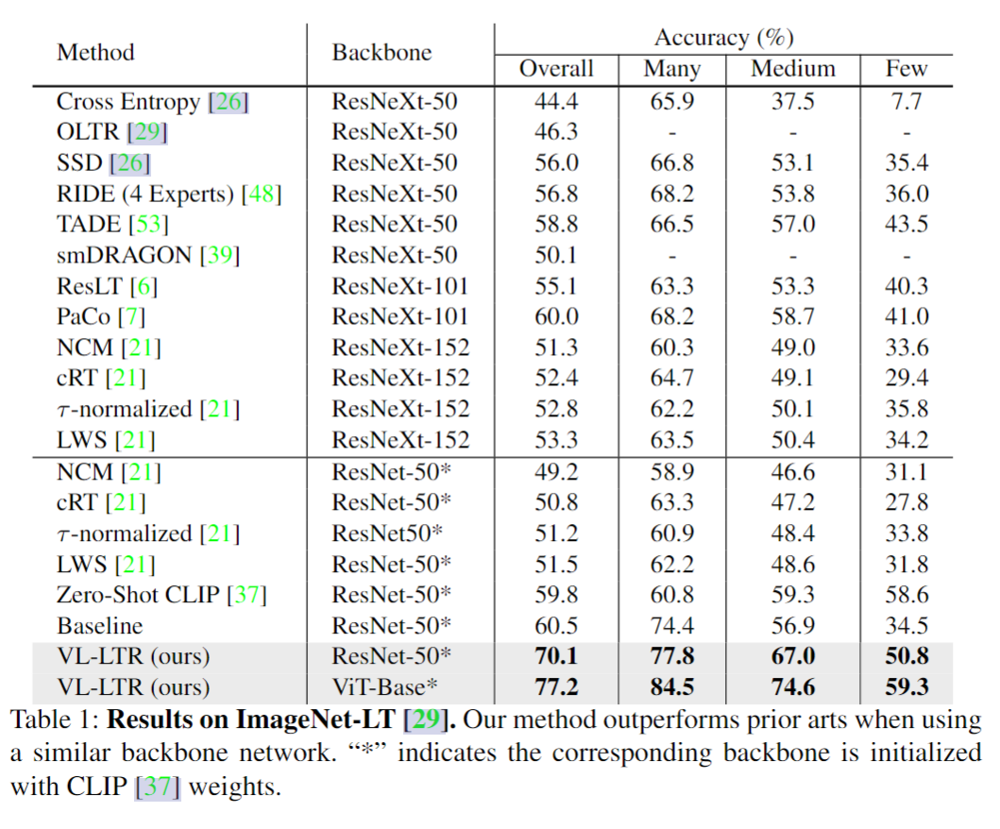 Method Backbone Accuracy (%)
Overall Many Medium Few
Cross Entropy [26] ResNeXt-50 44.4 65.9 37.5 7.7
OLTR [29] ResNeXt-50 46.3 - - -
SSD [26] ResNeXt-50 56.0 66.8 53.1 35.4
RIDE (4 Experts) [48] ResNeXt-50 56.8 68.2 53.8 36.0
TADE [53] ResNeXt-50 58.8 66.5 57.0 43.5
smDRAGON [39] ResNeXt-50 50.1 - - -
ResLT [6] ResNeXt-101 55.1 63.3 53.3 40.3
PaCo [7] ResNeXt-101 60.0 68.2 58.7 41.0
NCM [21] ResNeXt-152 51.3 60.3 49.0 33.6
cRT [21] ResNeXt-152 52.4 64.7 49.1 29.4
τ-normalized [21] ResNeXt-152 52.8 62.2 50.1 35.8
LWS [21] ResNeXt-152 53.3 63.5 50.4 34.2
NCM [21] ResNet-50* 49.2 58.9 46.6 31.1
cRT [21] ResNet-50* 50.8 63.3 47.2 27.8
τ-normalized [21] ResNet50* 51.2 60.9 48.4 33.8
LWS [21] ResNet-50* 51.5 62.2 48.6 31.8
Zero-Shot CLIP [37] ResNet-50* 59.8 60.8 59.3 58.6
Baseline ResNet-50* 60.5 74.4 56.9 34.5
VL-LTR (ours) ResNet-50* 70.1 77.8 67.0 50.8
VL-LTR (ours) ViT-Base* 77.2 84.5 74.6 59.3
Table 1: Results on ImageNet-LT [29]. Our method outperforms prior arts when using
a similar backbone network. “*” indicates the corresponding backbone is initialized
with CLIP [37] weights.